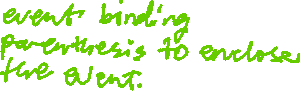 event binding
parenthesis to enclose
the event.